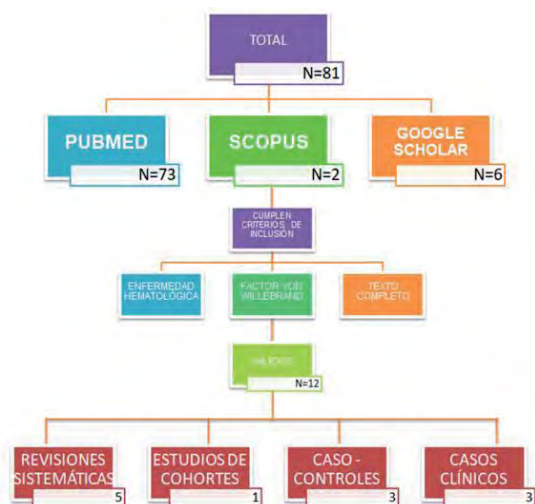 TOTAL
N=81
PUBMED
N=73
SCOPUS
N=2
GOOGLE
SCHOLAR
N=6
CUMPLEN
CRITERIOS DE
INCLUSIÓN
ENFERMEDAD
HEMATOLÓGICA
FACTOR VON
WILLEBRAND
TEXTO
COMPLETO
N=12
REVISIONES
SISTEMÁTICAS
5
ESTUDIOS DE
COHORTES
1
CASO -
CONTROLES
3
CASOS
CLÍNICOS
3